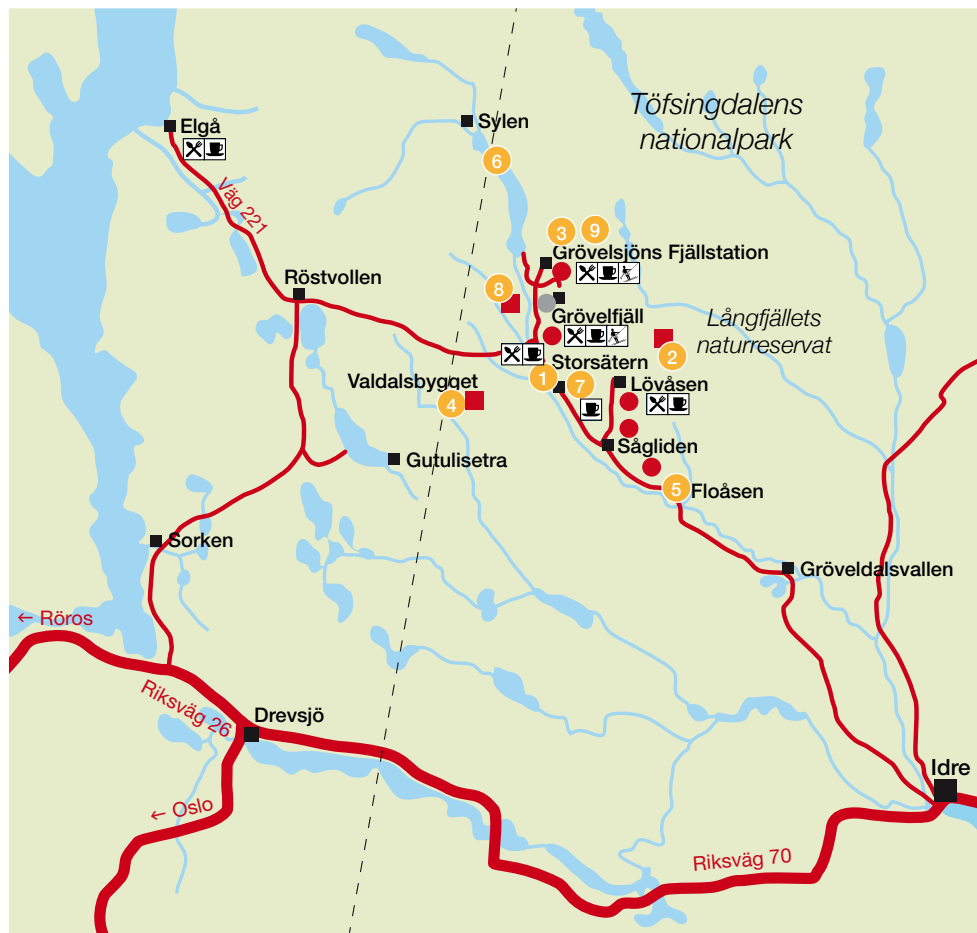 Töfsingdalens
nationalpark
Elgå
Sylen
6
Väg 221
3
9
Grövelsjöns Fjällstation
Röstvollen
8
Grövelfjäll
Långfjällets
naturreservat
2
Storsätern
1
7
Valdalsbygget
4
Lövåsen
Sågliden
Gutulisetra
5
Floåsen
Sorken
Gröveldalsvallen
← Röros
Riksväg 26
Drevsjö
Idre
← Oslo
Riksväg 70